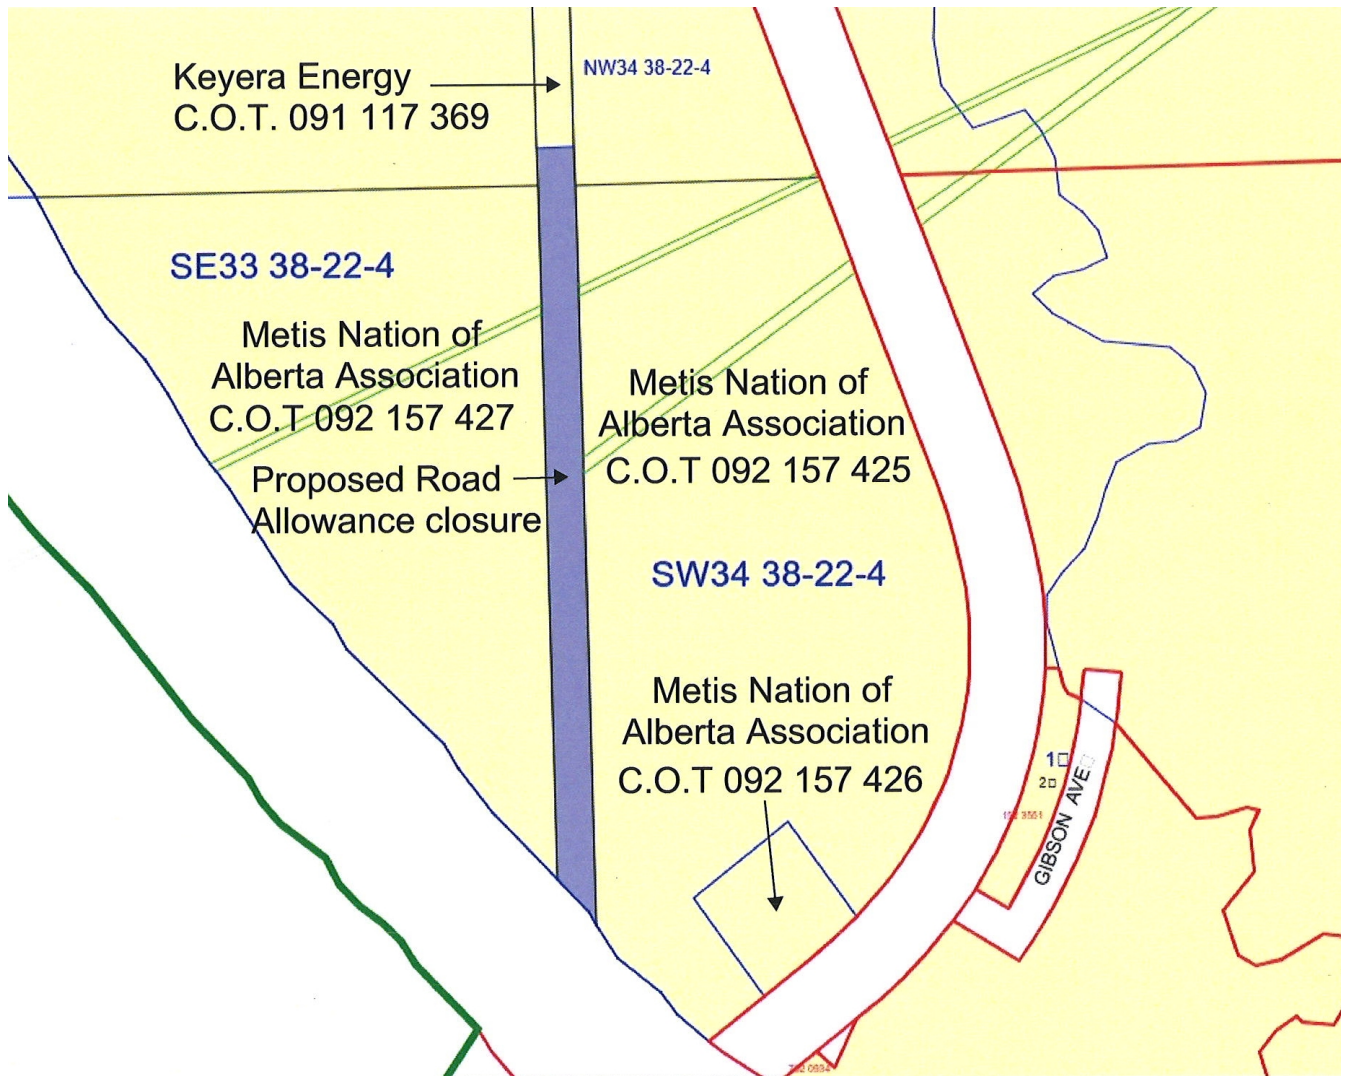 Keyera Energy
C.O.T. 091 117 369
NW34 38-22-4
SE33 38-22-4
Metis Nation of
Alberta Association
C.O.T 092 157 427
Metis Nation of
Alberta Association
C.O.T 092 157 425
Proposed Road
Allowance closure
SW34 38-22-4
Metis Nation of
Alberta Association
C.O.T 092 157 426
1
2
3551
GIBSON AVE
0934